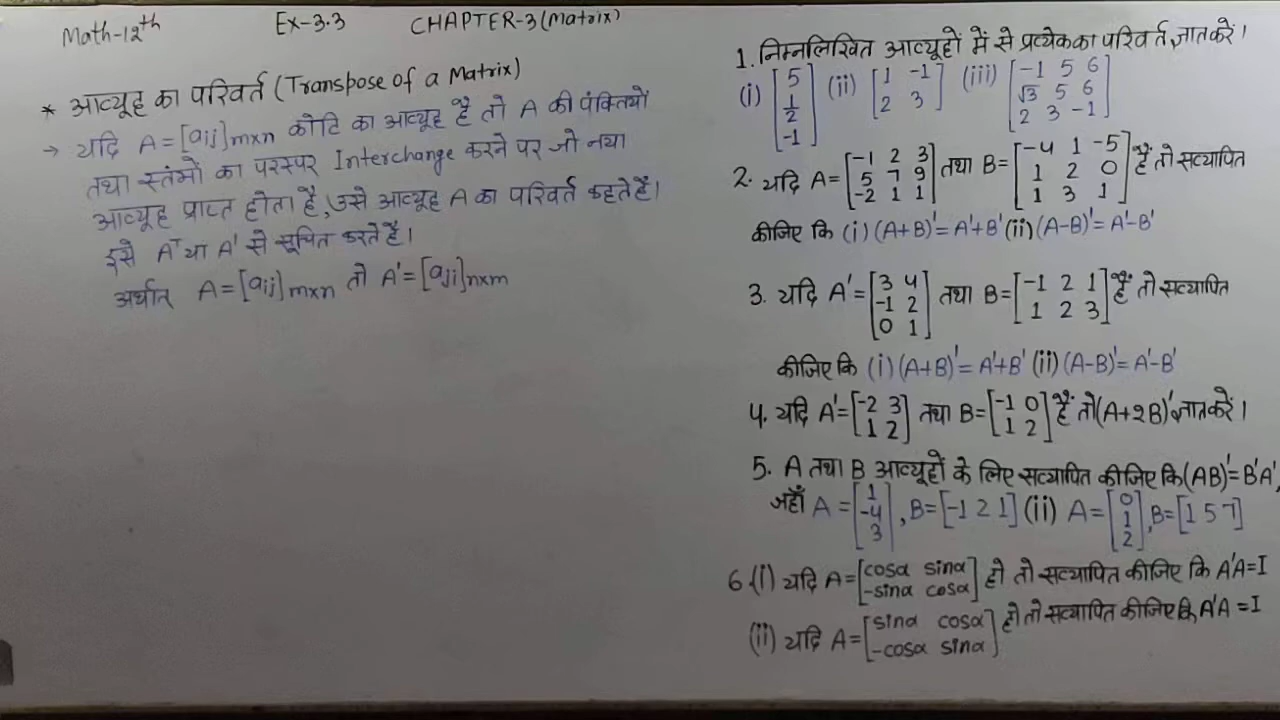 Math-12th Ex-3.3 CHAPTER-3(Matrix)
* आव्यूह का परिवर्त (Transpose of a Matrix)
→ यदि A = [aij]m×n कोटि का आव्यूह है तो A की पंक्तियों
तथा स्तंभों का परस्पर Interchange करने पर जो नया
आव्यूह प्राप्त होता है, उसे आव्यूह A का परिवर्त कहते हैं।
इसे Aᵀ या A' से सूचित करते हैं।
अर्थात A = [aij]m×n तो A' = [aji]n×m
1. निम्नलिखित आव्यूहों में से प्रत्येक का परिवर्त ज्ञात करें।
(i) [5; 1/2; -1] (ii) [1 -1; 2 3] (iii) [-1 5 6; √3 5 6; 2 3 -1]
2. यदि A = [-1 2 3; 5 7 9; -2 1 1] तथा B = [-4 1 -5; 1 2 0; 1 3 1] हैं तो सत्यापित
कीजिए कि (i) (A+B)' = A'+B' (ii) (A-B)' = A'-B'
3. यदि A' = [3 4; -1 2; 0 1] तथा B = [-1 2 1; 1 2 3] हैं तो सत्यापित
कीजिए कि (i) (A+B)' = A'+B' (ii) (A-B)' = A'-B'
4. यदि A' = [-2 3; 1 2] तथा B = [-1 0; 1 2] हैं तो (A+2B)' ज्ञात करें।
5. A तथा B आव्यूहों के लिए सत्यापित कीजिए कि (AB)' = B'A',
जहाँ A = [1; -4; 3], B = [-1 2 1] (ii) A = [0; 1; 2], B = [1 5 7]
6.(i) यदि A = [cosα sinα; -sinα cosα] हो तो सत्यापित कीजिए कि A'A = I
(ii) यदि A = [sinα cosα; -cosα sinα] हो तो सत्यापित कीजिए कि A'A = I